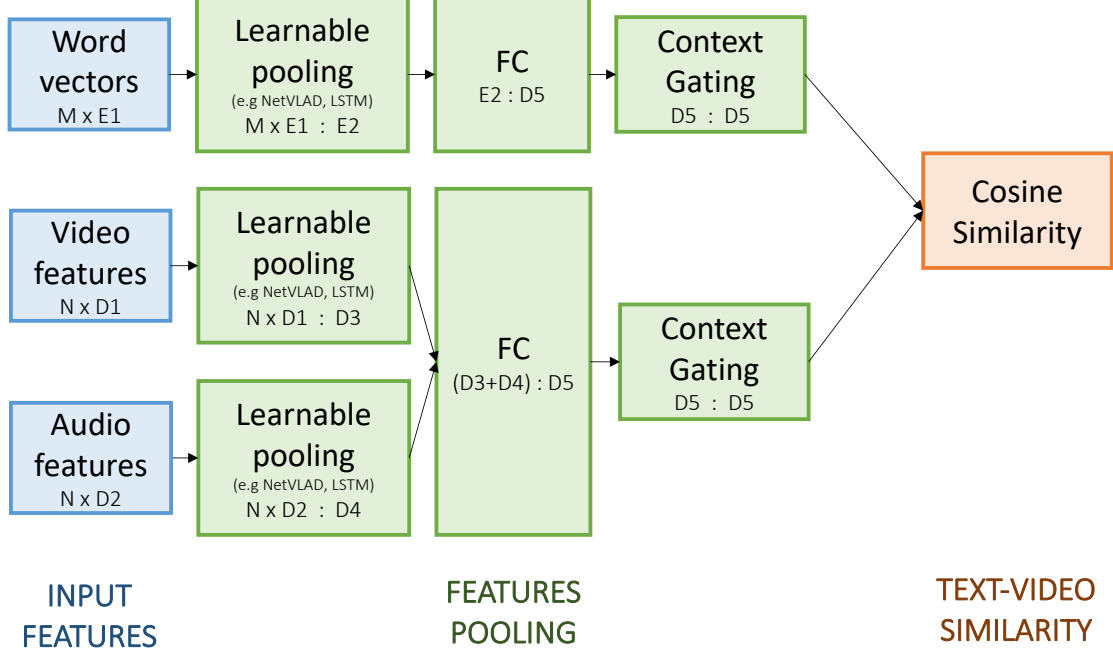 Word
vectors
M x E1
Learnable
pooling
(e.g NetVLAD, LSTM)
M x E1 : E2
FC
E2 : D5
Context
Gating
D5 : D5
Video
features
N x D1
Learnable
pooling
(e.g NetVLAD, LSTM)
N x D1 : D3
Audio
features
N x D2
Learnable
pooling
(e.g NetVLAD, LSTM)
N x D2 : D4
FC
(D3+D4) : D5
Context
Gating
D5 : D5
Cosine
Similarity
INPUT
FEATURES
FEATURES
POOLING
TEXT-VIDEO
SIMILARITY